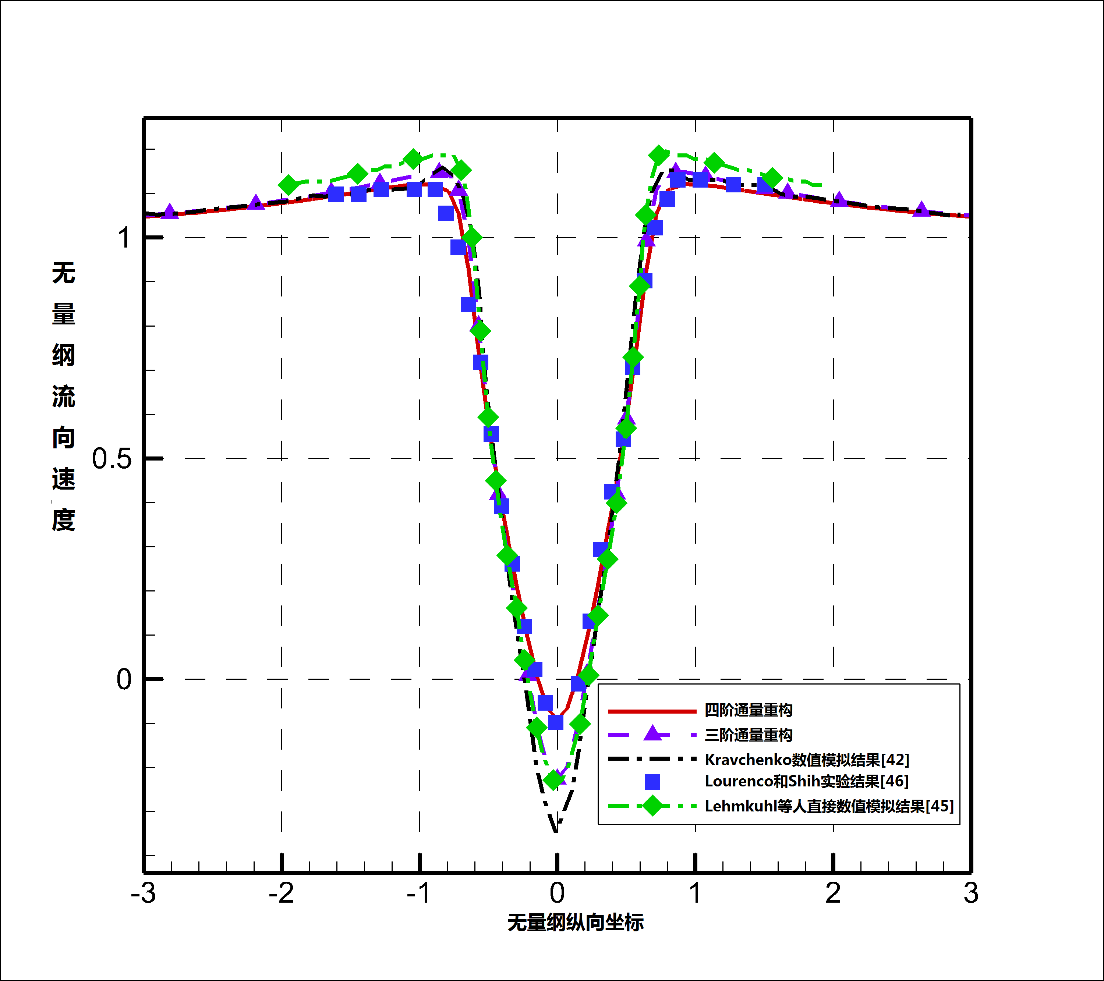 无量纲流向速度
1
0.5
0
四阶通量重构
三阶通量重构
Kravchenko数值模拟结果[42]
Lourenco和Shih实验结果[46]
Lehmkuhl等人直接数值模拟结果[45]
-3 -2 -1 0 1 2 3
无量纲纵向坐标